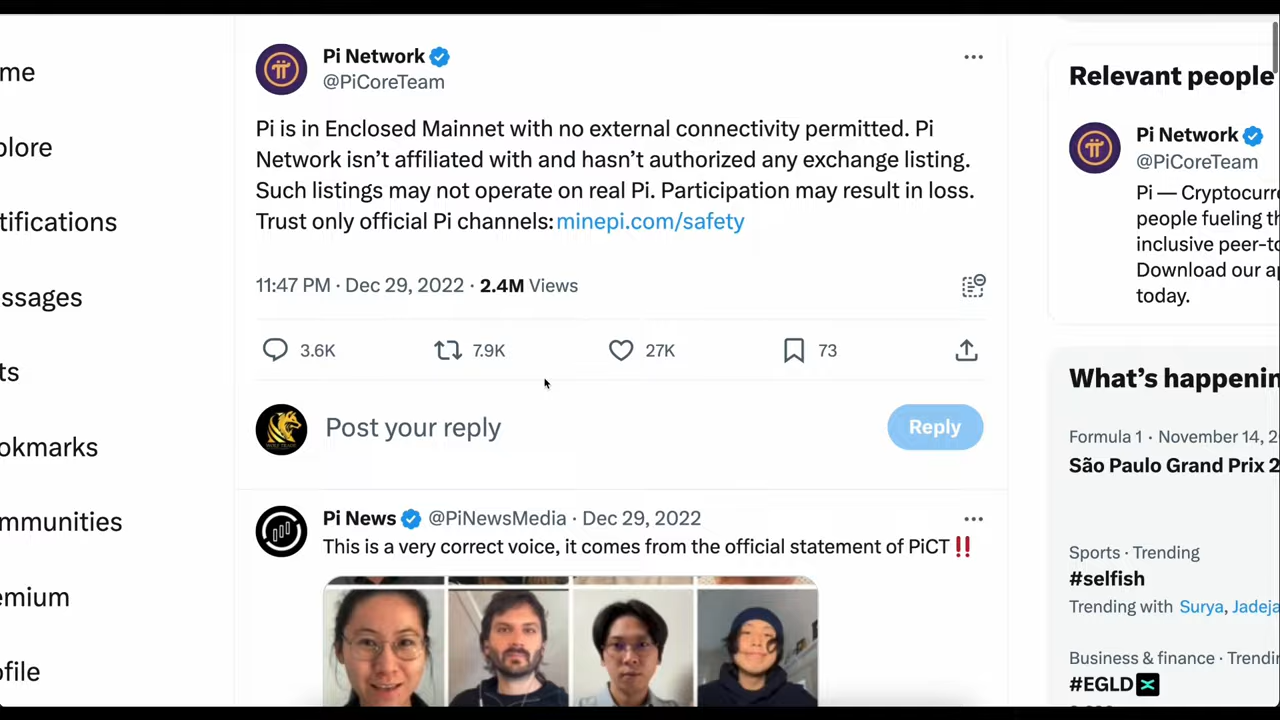 me
plore
tifications
ssages
ts
okmarks
mmunities
emium
ofile
Pi Network
@PiCoreTeam
Pi is in Enclosed Mainnet with no external connectivity permitted. Pi
Network isn’t affiliated with and hasn’t authorized any exchange listing.
Such listings may not operate on real Pi. Participation may result in loss.
Trust only official Pi channels: minepi.com/safety
11:47 PM · Dec 29, 2022 · 2.4M Views
3.6K 7.9K 27K 73
Post your reply
Reply
Pi News @PiNewsMedia · Dec 29, 2022
This is a very correct voice, it comes from the official statement of PiCT‼️
Relevant people
Pi Network
@PiCoreTeam
Pi — Cryptocurre
people fueling th
inclusive peer-to
Download our ap
today.
What’s happenin
Formula 1 · November 14, 2
São Paulo Grand Prix 2
Sports · Trending
#selfish
Trending with Surya, Jadeja
Business & finance · Trendin
#EGLD